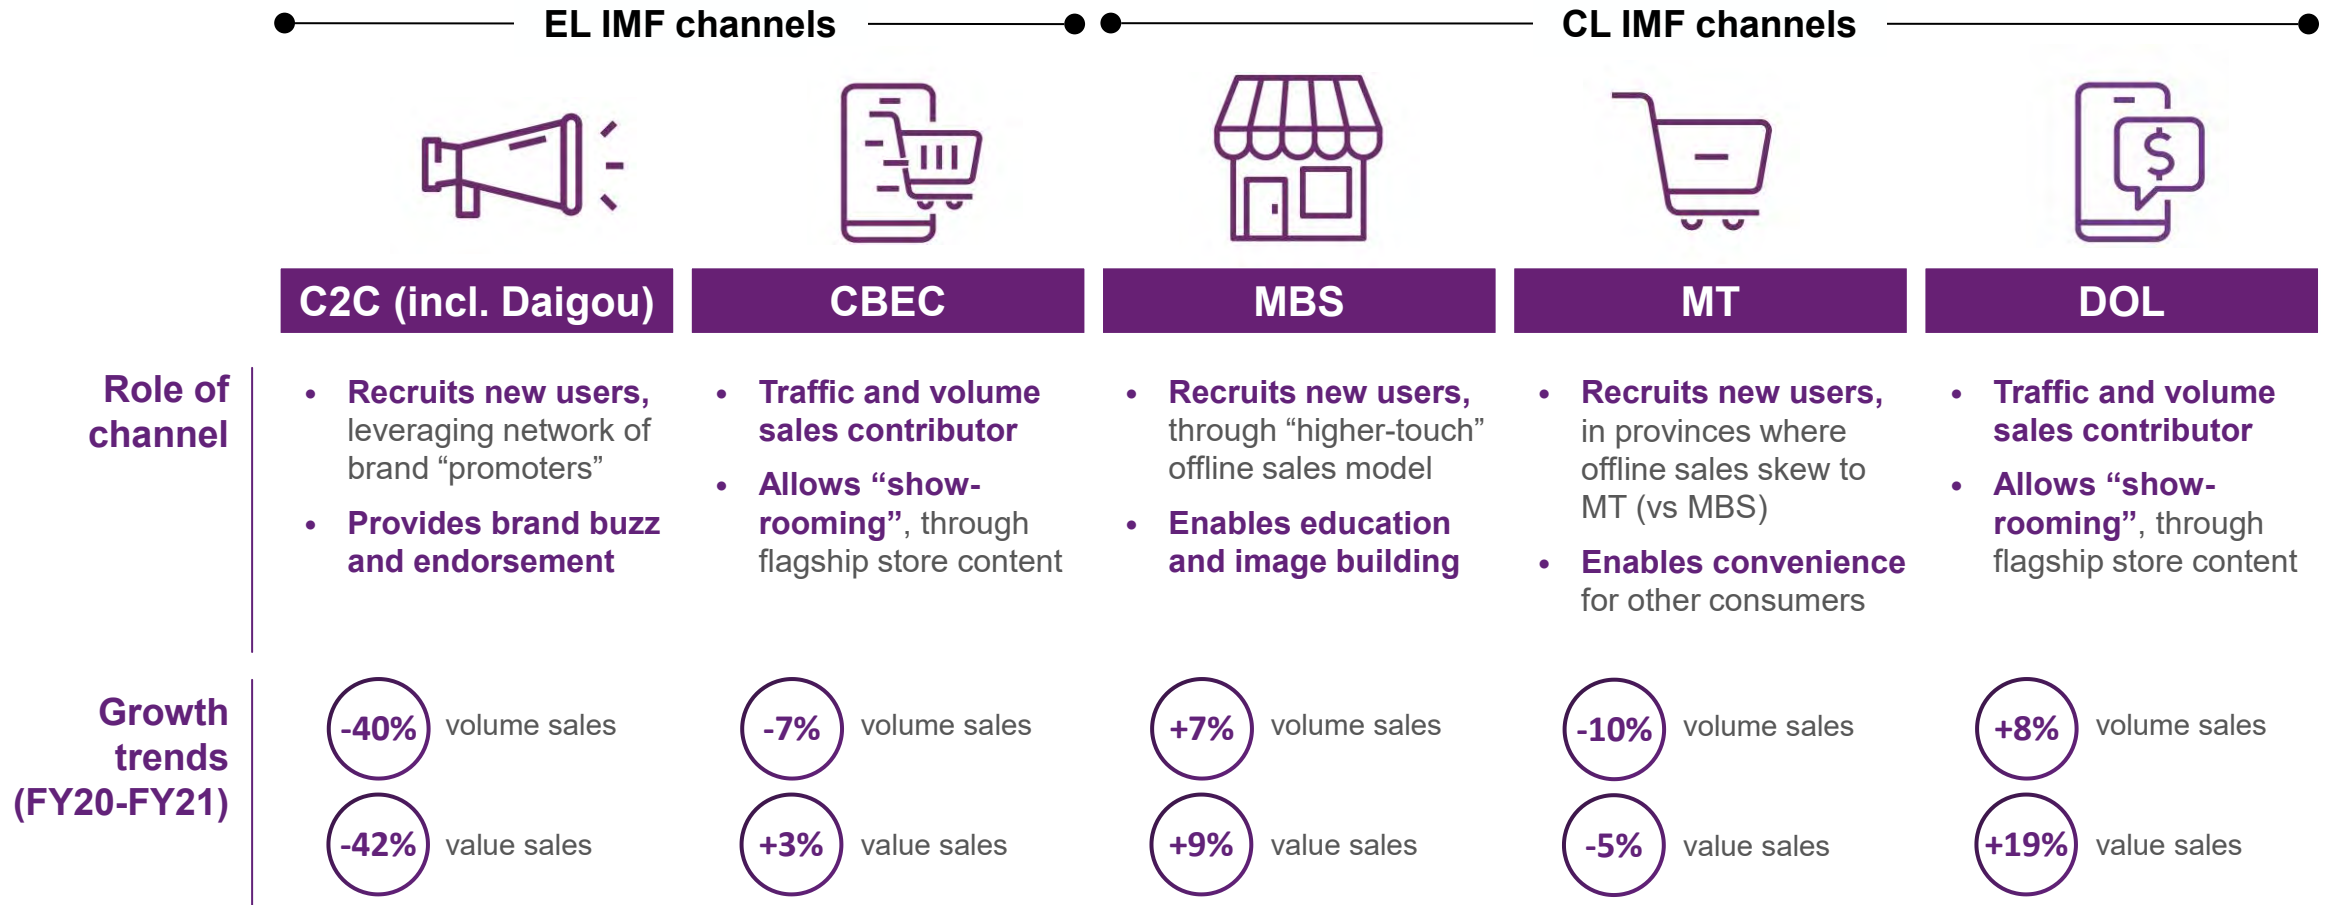 EL IMF channels
CL IMF channels
$
C2C (incl. Daigou)
CBEC
MBS
MT
DOL
Role of
channel
• Recruits new users,
leveraging network of
brand “promoters”
• Provides brand buzz
and endorsement
• Traffic and volume
sales contributor
• Allows “show-
rooming”, through
flagship store content
• Recruits new users,
through “higher-touch”
offline sales model
• Enables education
and image building
• Recruits new users,
in provinces where
offline sales skew to
MT (vs MBS)
• Enables convenience
for other consumers
• Traffic and volume
sales contributor
• Allows “show-
rooming”, through
flagship store content
Growth
trends
(FY20-FY21)
-40% volume sales
-42% value sales
-7% volume sales
+3% value sales
+7% volume sales
+9% value sales
-10% volume sales
-5% value sales
+8% volume sales
+19% value sales